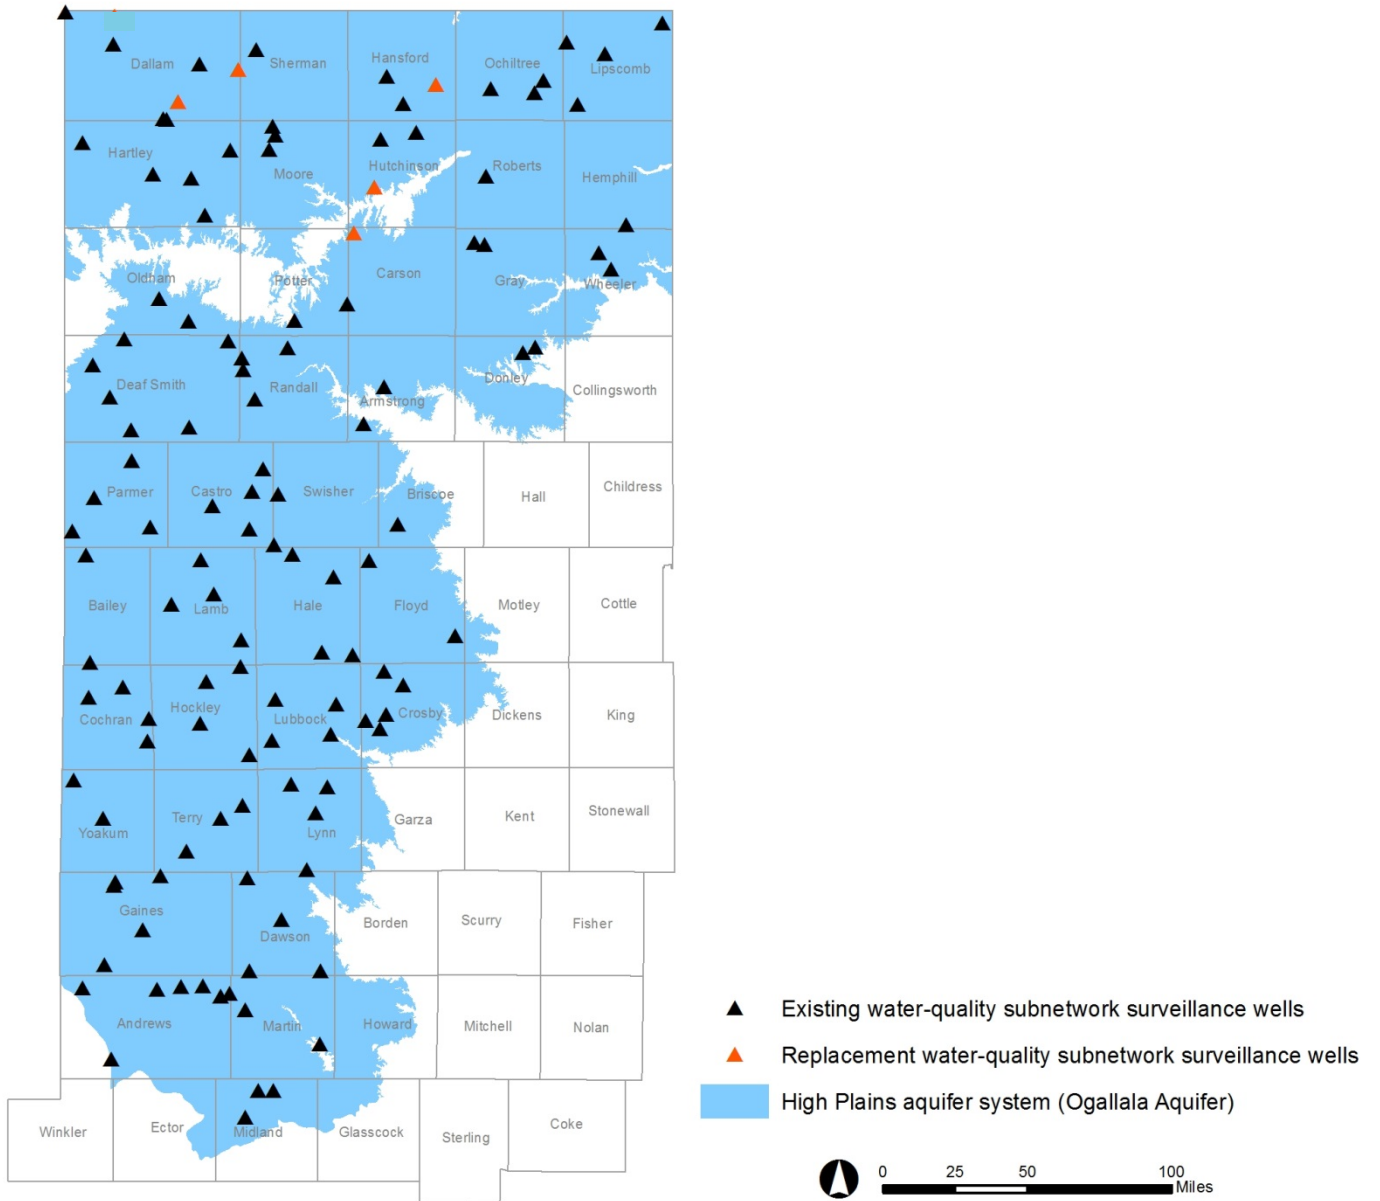 Dallam
Sherman
Hansford
Ochiltree
Lipscomb
Hartley
Moore
Hutchinson
Roberts
Hemphill
Oldham
Potter
Carson
Gray
Wheeler
Deaf Smith
Randall
Armstrong
Donley
Collingsworth
Parmer
Castro
Swisher
Briscoe
Hall
Childress
Bailey
Lamb
Hale
Floyd
Motley
Cottle
Cochran
Hockley
Lubbock
Crosby
Dickens
King
Yoakum
Terry
Lynn
Garza
Kent
Stonewall
Gaines
Dawson
Borden
Scurry
Fisher
Andrews
Martin
Howard
Mitchell
Nolan
Winkler
Ector
Midland
Glasscock
Sterling
Coke
Existing water-quality subnetwork surveillance wells
Replacement water-quality subnetwork surveillance wells
High Plains aquifer system (Ogallala Aquifer)
0 25 50 100
Miles